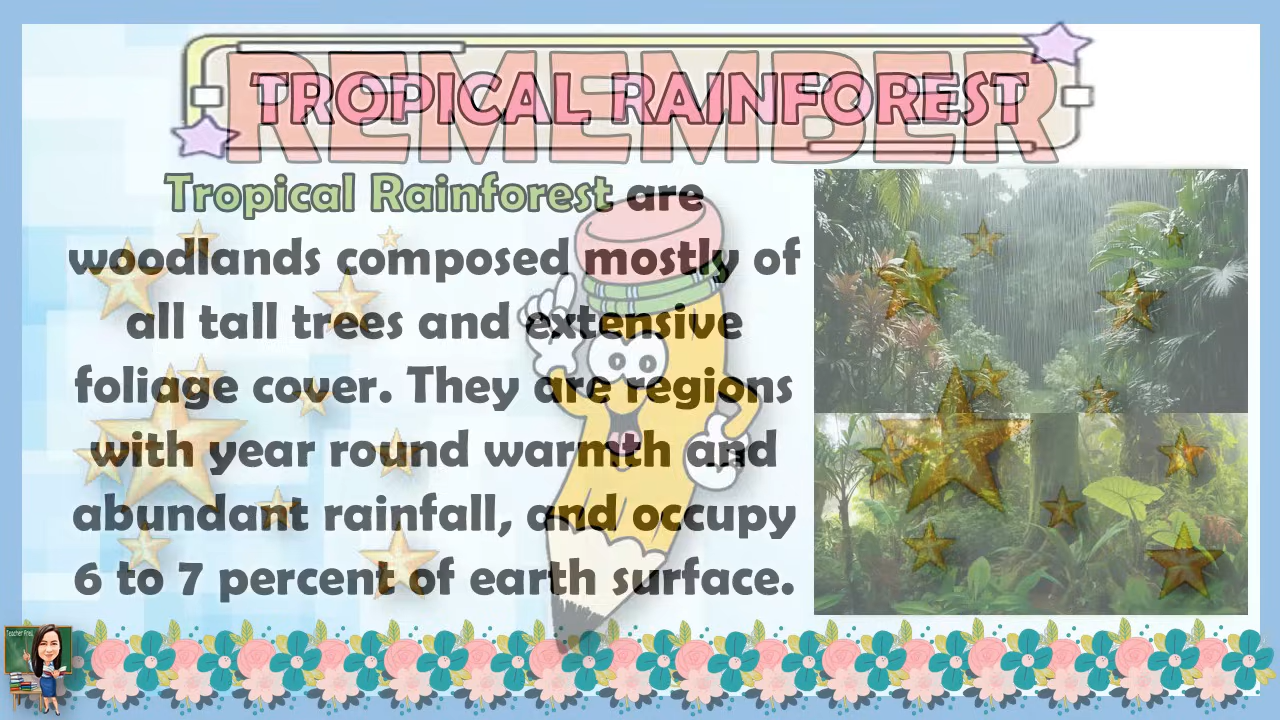 REMEMBER
TROPICAL RAINFOREST
Tropical Rainforest are
woodlands composed mostly of
all tall trees and extensive
foliage cover. They are regions
with year round warmth and
abundant rainfall, and occupy
6 to 7 percent of earth surface.